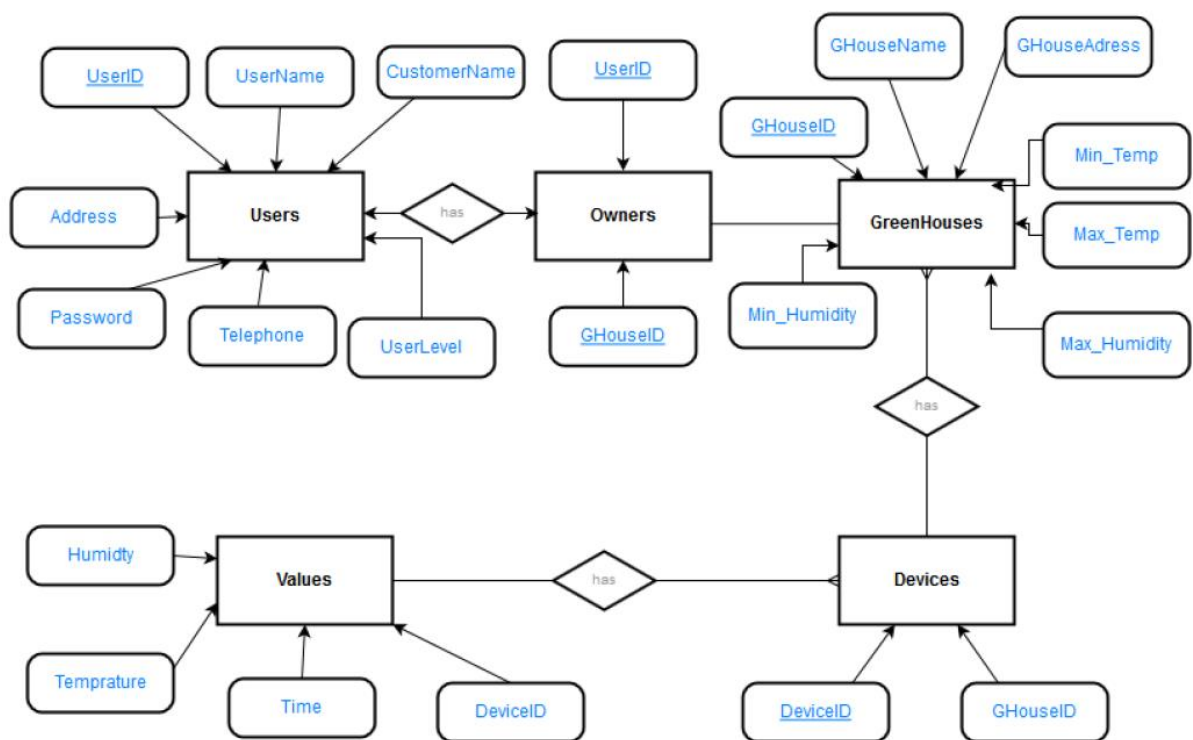 GHouseName
GHouseAdress
UserID
UserName
CustomerName
UserID
GHouseID
Min_Temp
Address
Users
has
Owners
GreenHouses
Max_Temp
Password
Telephone
UserLevel
GHouseID
Min_Humidity
Max_Humidity
has
Humidty
Values
has
Devices
Temprature
Time
DeviceID
DeviceID
GHouseID